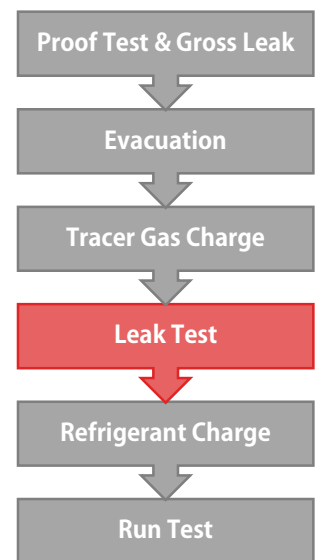 Proof Test & Gross Leak
Evacuation
Tracer Gas Charge
Leak Test
Refrigerant Charge
Run Test